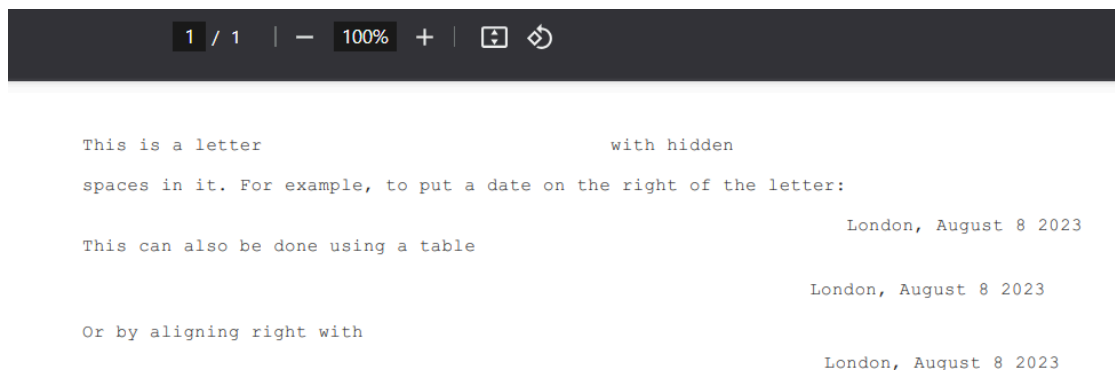 1 / 1 | − 100% + |
This is a letter with hidden
spaces in it. For example, to put a date on the right of the letter:
London, August 8 2023
This can also be done using a table
London, August 8 2023
Or by aligning right with
London, August 8 2023